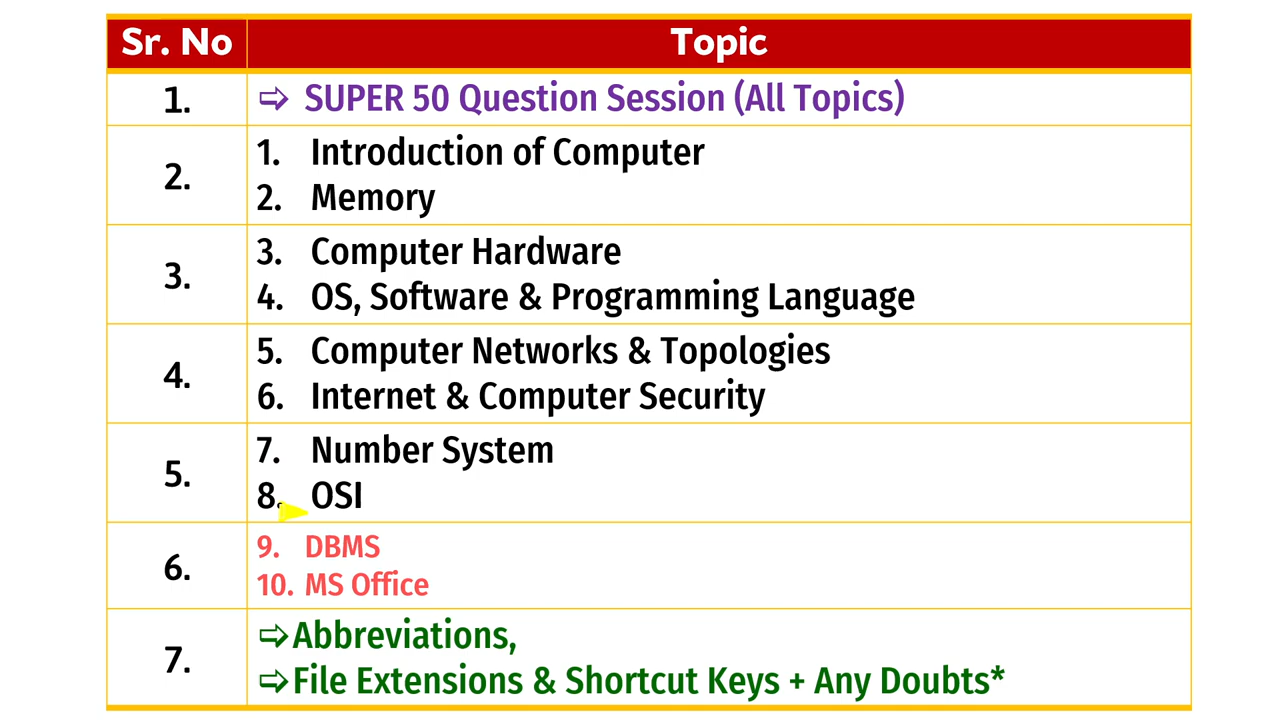 Sr. No Topic
1. ⇨ SUPER 50 Question Session (All Topics)
2. 1. Introduction of Computer
2. Memory
3. 3. Computer Hardware
4. OS, Software & Programming Language
4. 5. Computer Networks & Topologies
6. Internet & Computer Security
5. 7. Number System
8. OSI
6. 9. DBMS
10. MS Office
7. ⇨Abbreviations,
⇨File Extensions & Shortcut Keys + Any Doubts*